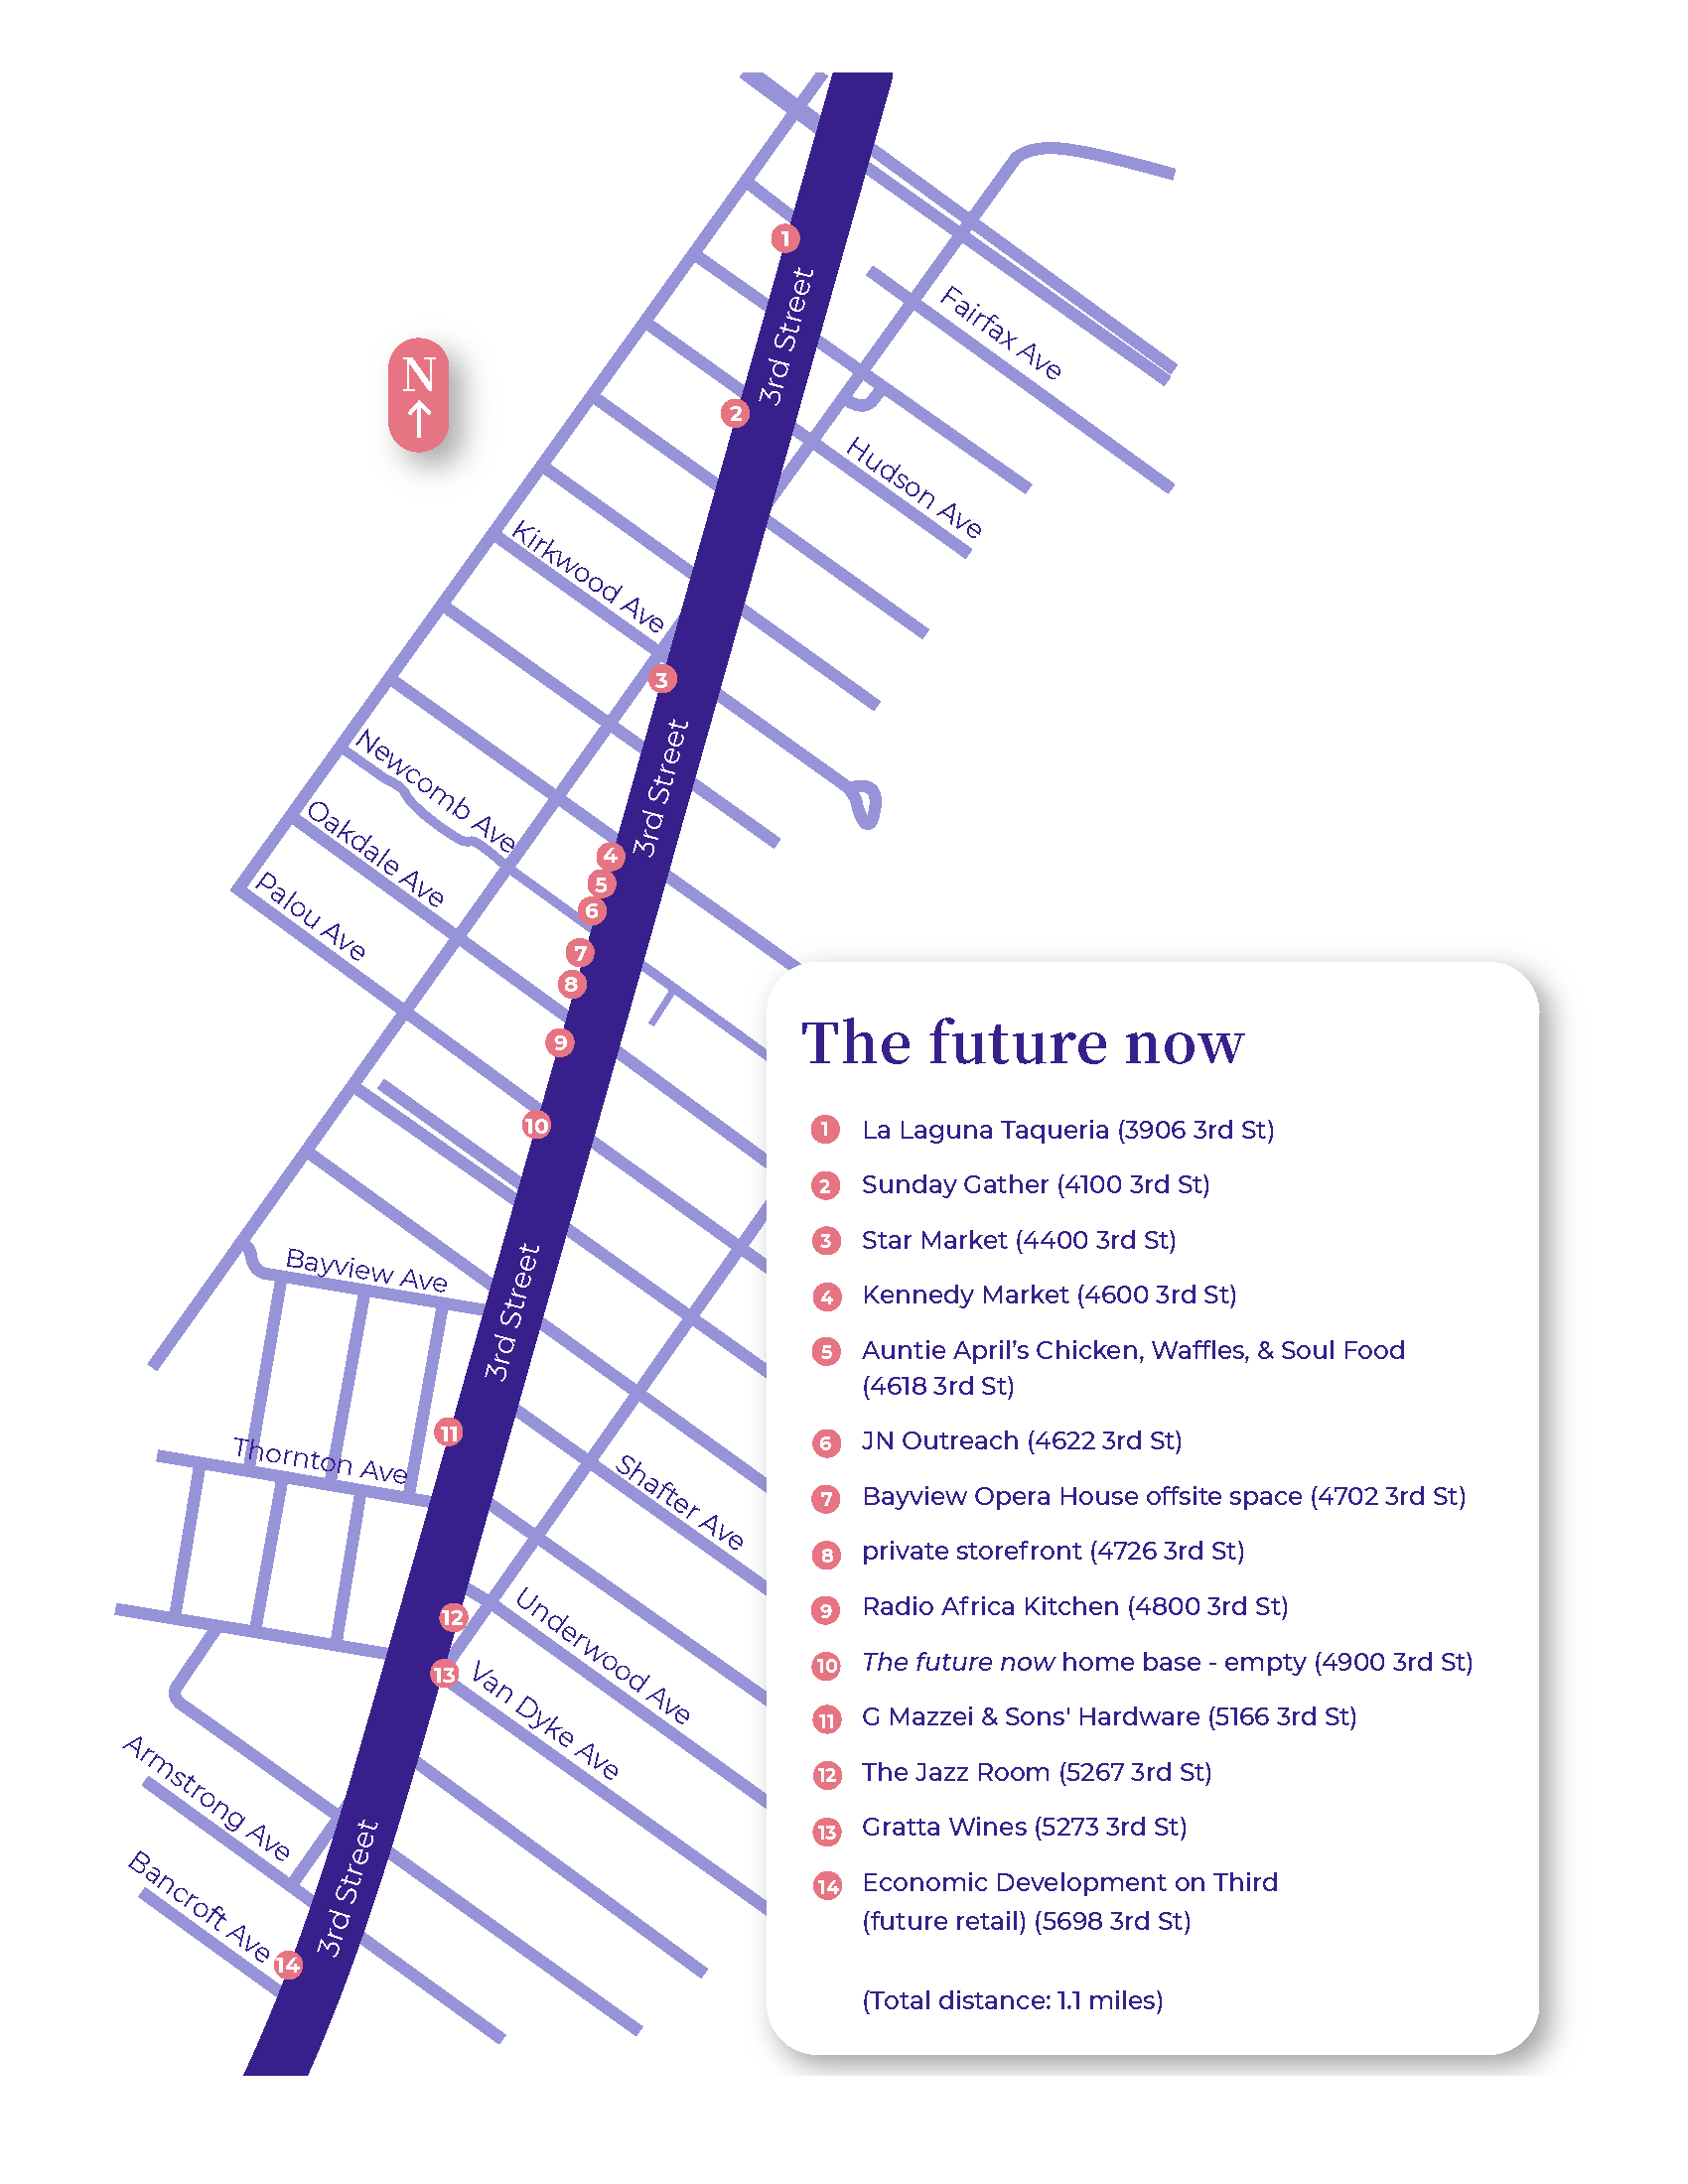 1
3rd Street
Fairfax Ave
N
2
Hudson Ave
Kirkwood Ave
3
3rd Street
Newcomb Ave
4
Oakdale Ave
5
Palou Ave
6
7
8
9
10
3rd Street
Bayview Ave
11
Thornton Ave
Shafter Ave
12
Underwood Ave
13
Van Dyke Ave
Armstrong Ave
3rd Street
Bancroft Ave
14
The future now
1 La Laguna Taqueria (3906 3rd St)
2 Sunday Gather (4100 3rd St)
3 Star Market (4400 3rd St)
4 Kennedy Market (4600 3rd St)
5 Auntie April’s Chicken, Waffles, & Soul Food
(4618 3rd St)
6 JN Outreach (4622 3rd St)
7 Bayview Opera House offsite space (4702 3rd St)
8 private storefront (4726 3rd St)
9 Radio Africa Kitchen (4800 3rd St)
10 The future now home base - empty (4900 3rd St)
11 G Mazzei & Sons' Hardware (5166 3rd St)
12 The Jazz Room (5267 3rd St)
13 Gratta Wines (5273 3rd St)
14 Economic Development on Third
(future retail) (5698 3rd St)
(Total distance: 1.1 miles)